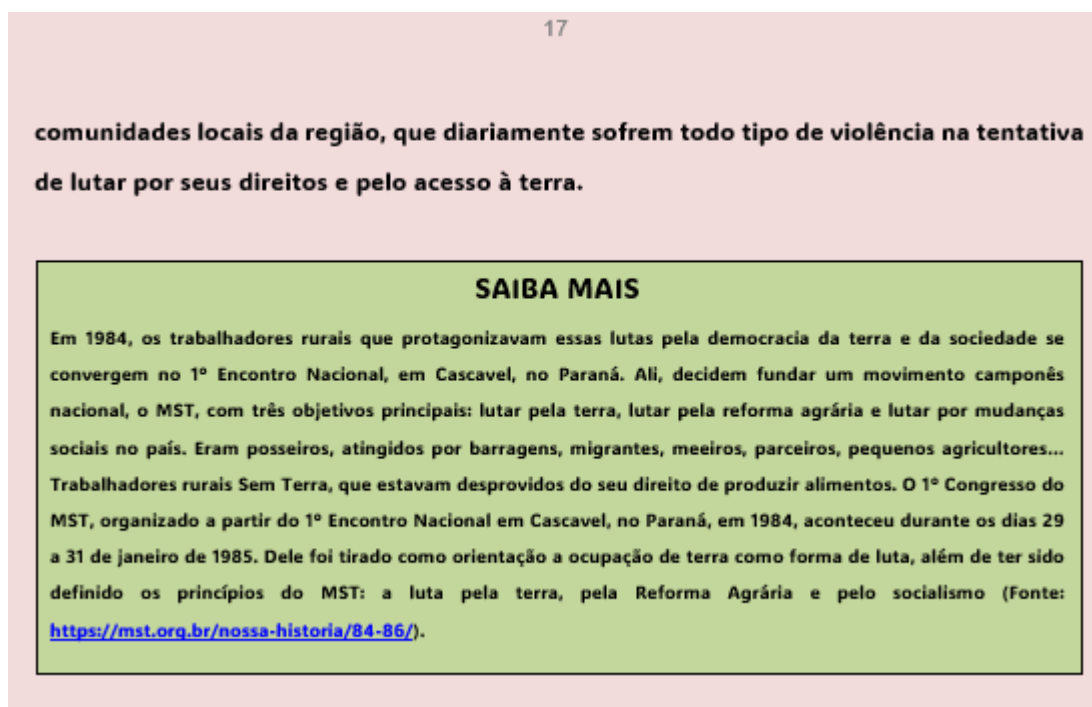 17
comunidades locais da região, que diariamente sofrem todo tipo de violência na tentativa
de lutar por seus direitos e pelo acesso à terra.
SAIBA MAIS
Em 1984, os trabalhadores rurais que protagonizavam essas lutas pela democracia da terra e da sociedade se
convergem no 1º Encontro Nacional, em Cascavel, no Paraná. Ali, decidem fundar um movimento camponês
nacional, o MST, com três objetivos principais: lutar pela terra, lutar pela reforma agrária e lutar por mudanças
sociais no país. Eram posseiros, atingidos por barragens, migrantes, meeiros, parceiros, pequenos agricultores...
Trabalhadores rurais Sem Terra, que estavam desprovidos do seu direito de produzir alimentos. O 1º Congresso do
MST, organizado a partir do 1º Encontro Nacional em Cascavel, no Paraná, em 1984, aconteceu durante os dias 29
a 31 de janeiro de 1985. Dele foi tirado como orientação a ocupação de terra como forma de luta, além de ter sido
definido os princípios do MST: a luta pela terra, pela Reforma Agrária e pelo socialismo (Fonte:
https://mst.org.br/nossa-historia/84-86/).